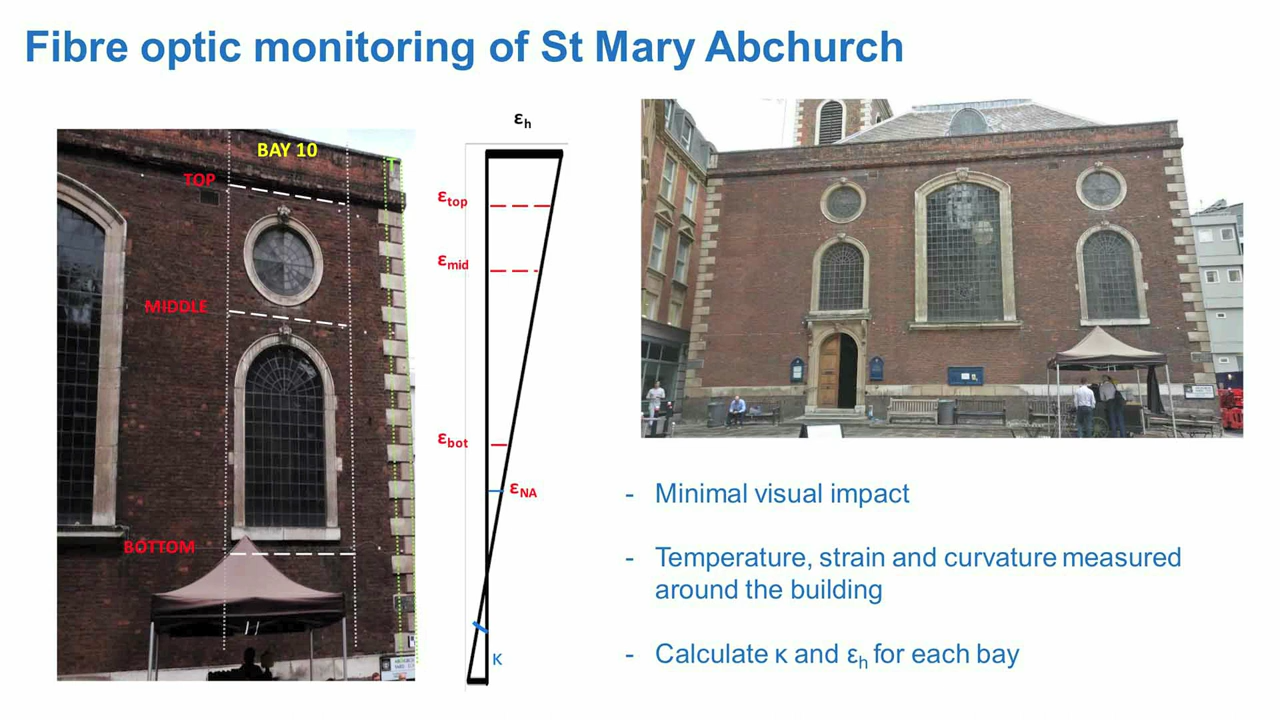 Fibre optic monitoring of St Mary Abchurch
BAY 10
TOP
MIDDLE
BOTTOM
T
εh
εtop
εmid
εbot
εNA
κ
- Minimal visual impact
- Temperature, strain and curvature measured
around the building
- Calculate κ and εh for each bay